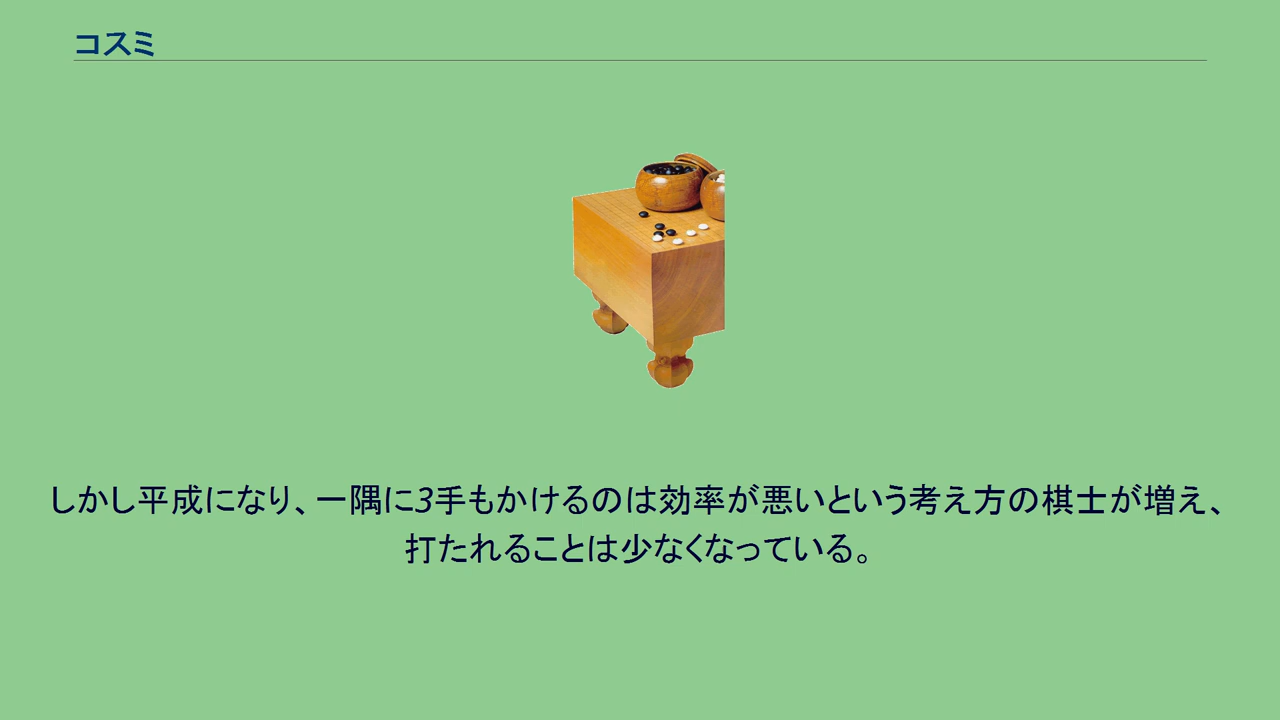 コスミ
しかし平成になり、一隅に3手もかけるのは効率が悪いという考え方の棋士が増え、
打たれることは少なくなっている。